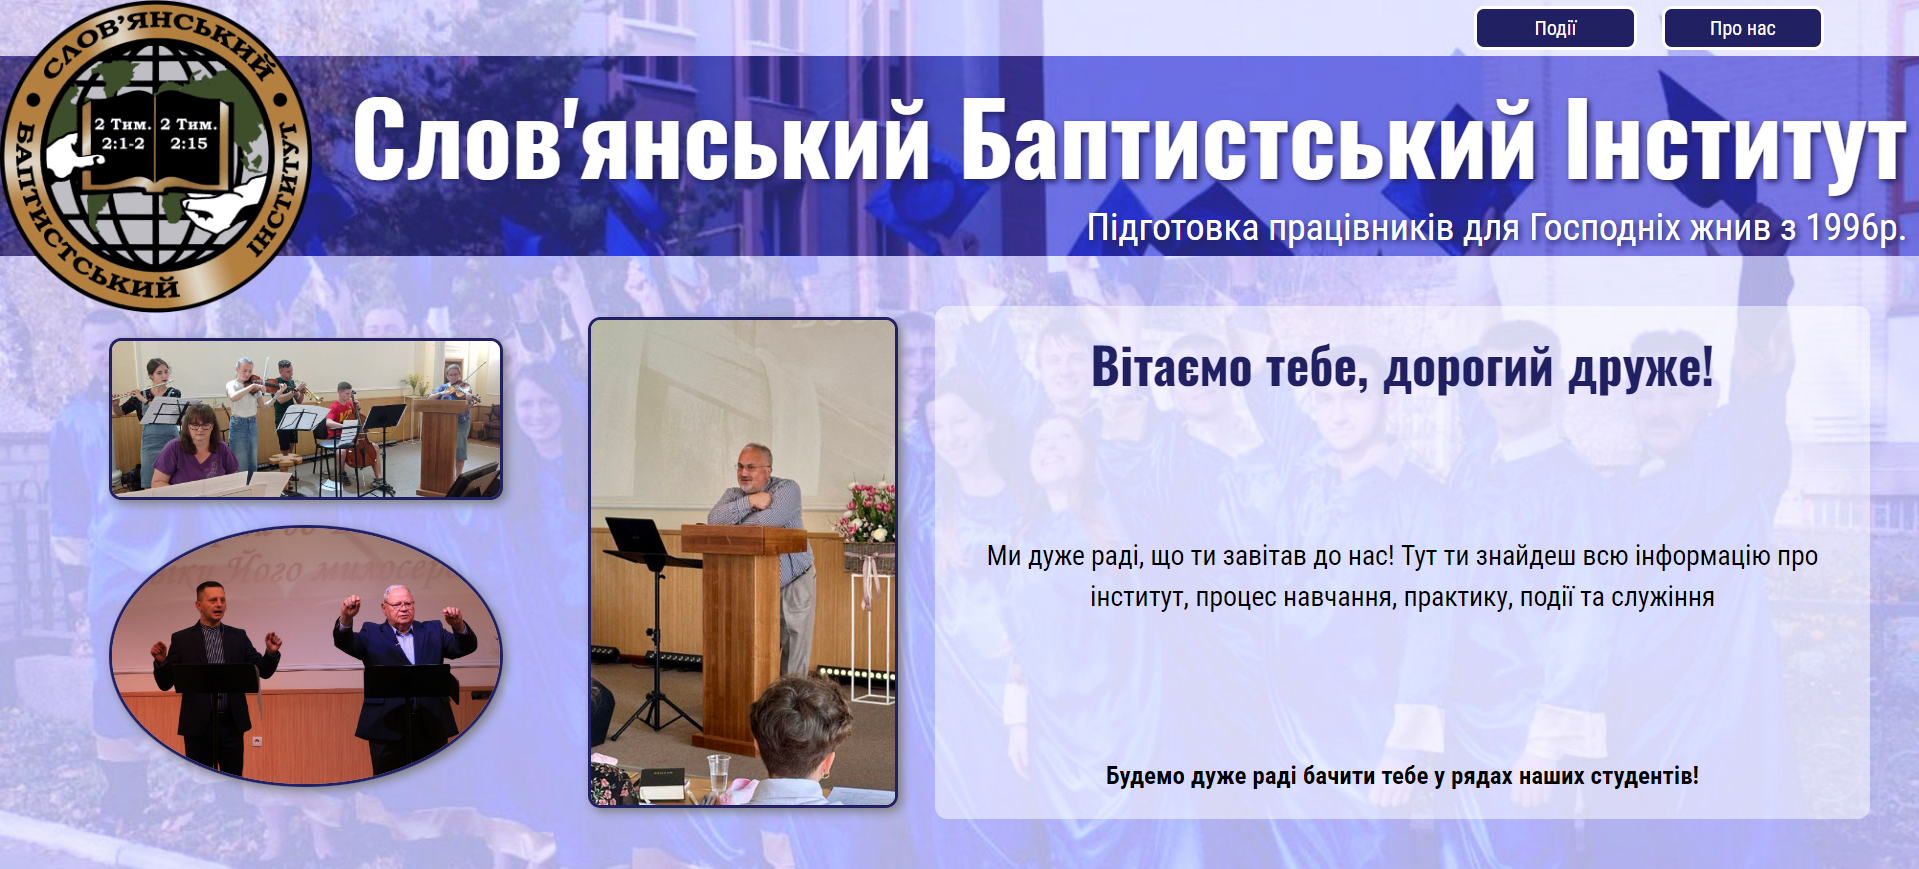 СЛОВ'ЯНСЬКИЙ
БАПТИСТСЬКИЙ
ІНСТИТУТ
2 Тим. 2:1-2
2 Тим. 2:15
Події
Про нас
Слов'янський Баптистський Інститут
Підготовка працівників для Господніх жнив з 1996р.
Вітаємо тебе, дорогий друже!
Ми дуже раді, що ти завітав до нас! Тут ти знайдеш всю інформацію про
інститут, процес навчання, практику, події та служіння
Будемо дуже раді бачити тебе у рядах наших студентів!
Його